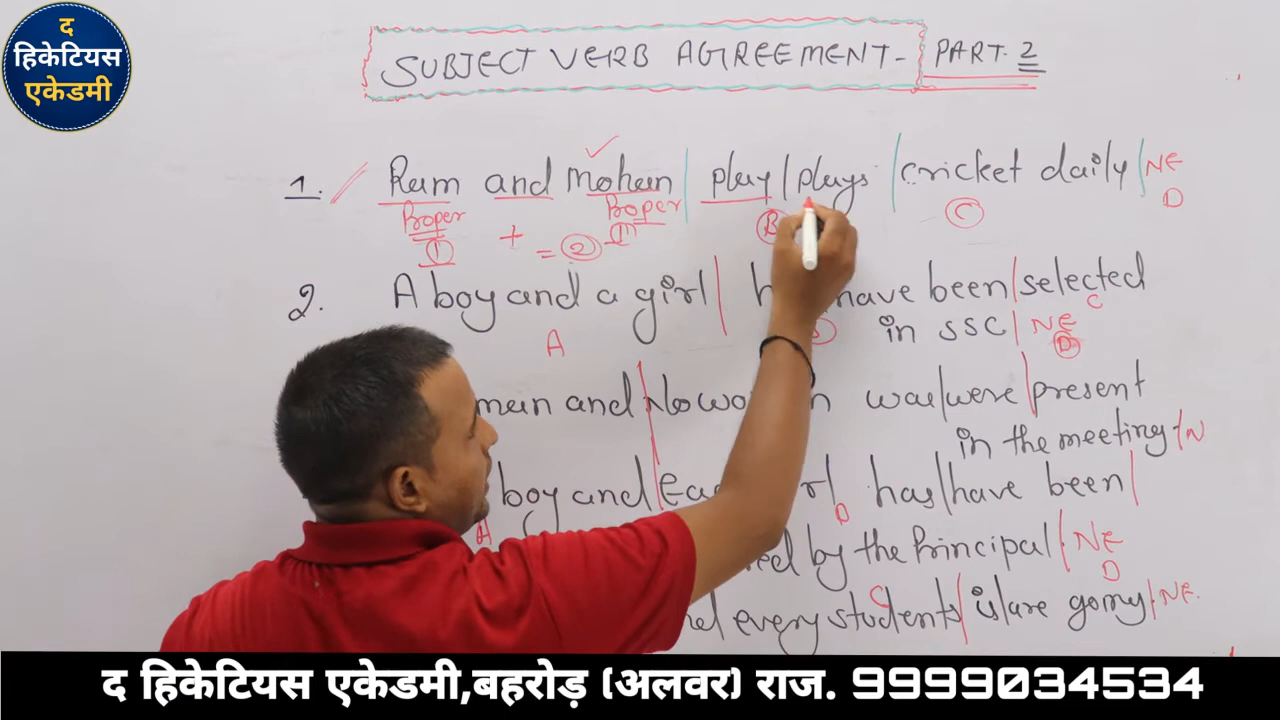 द
हिकेटियस
एकेडमी
SUBJECT VERB AGREEMENT - PART. 2
1. Ram and Mohan | play/plays | cricket daily | NE
Proper Proper
1 + 1 = 2 B C D
2. A boy and a girl | have been | selected
A C
in SSC | NE
D
man and | No was/were | present
in the meeting | N
boy and | has/have been |
A D
by the Principal | NE
D
every students | is/are going | NE.
C
द हिकेटियस एकेडमी,बहरोड़ (अलवर) राज. 9999034534